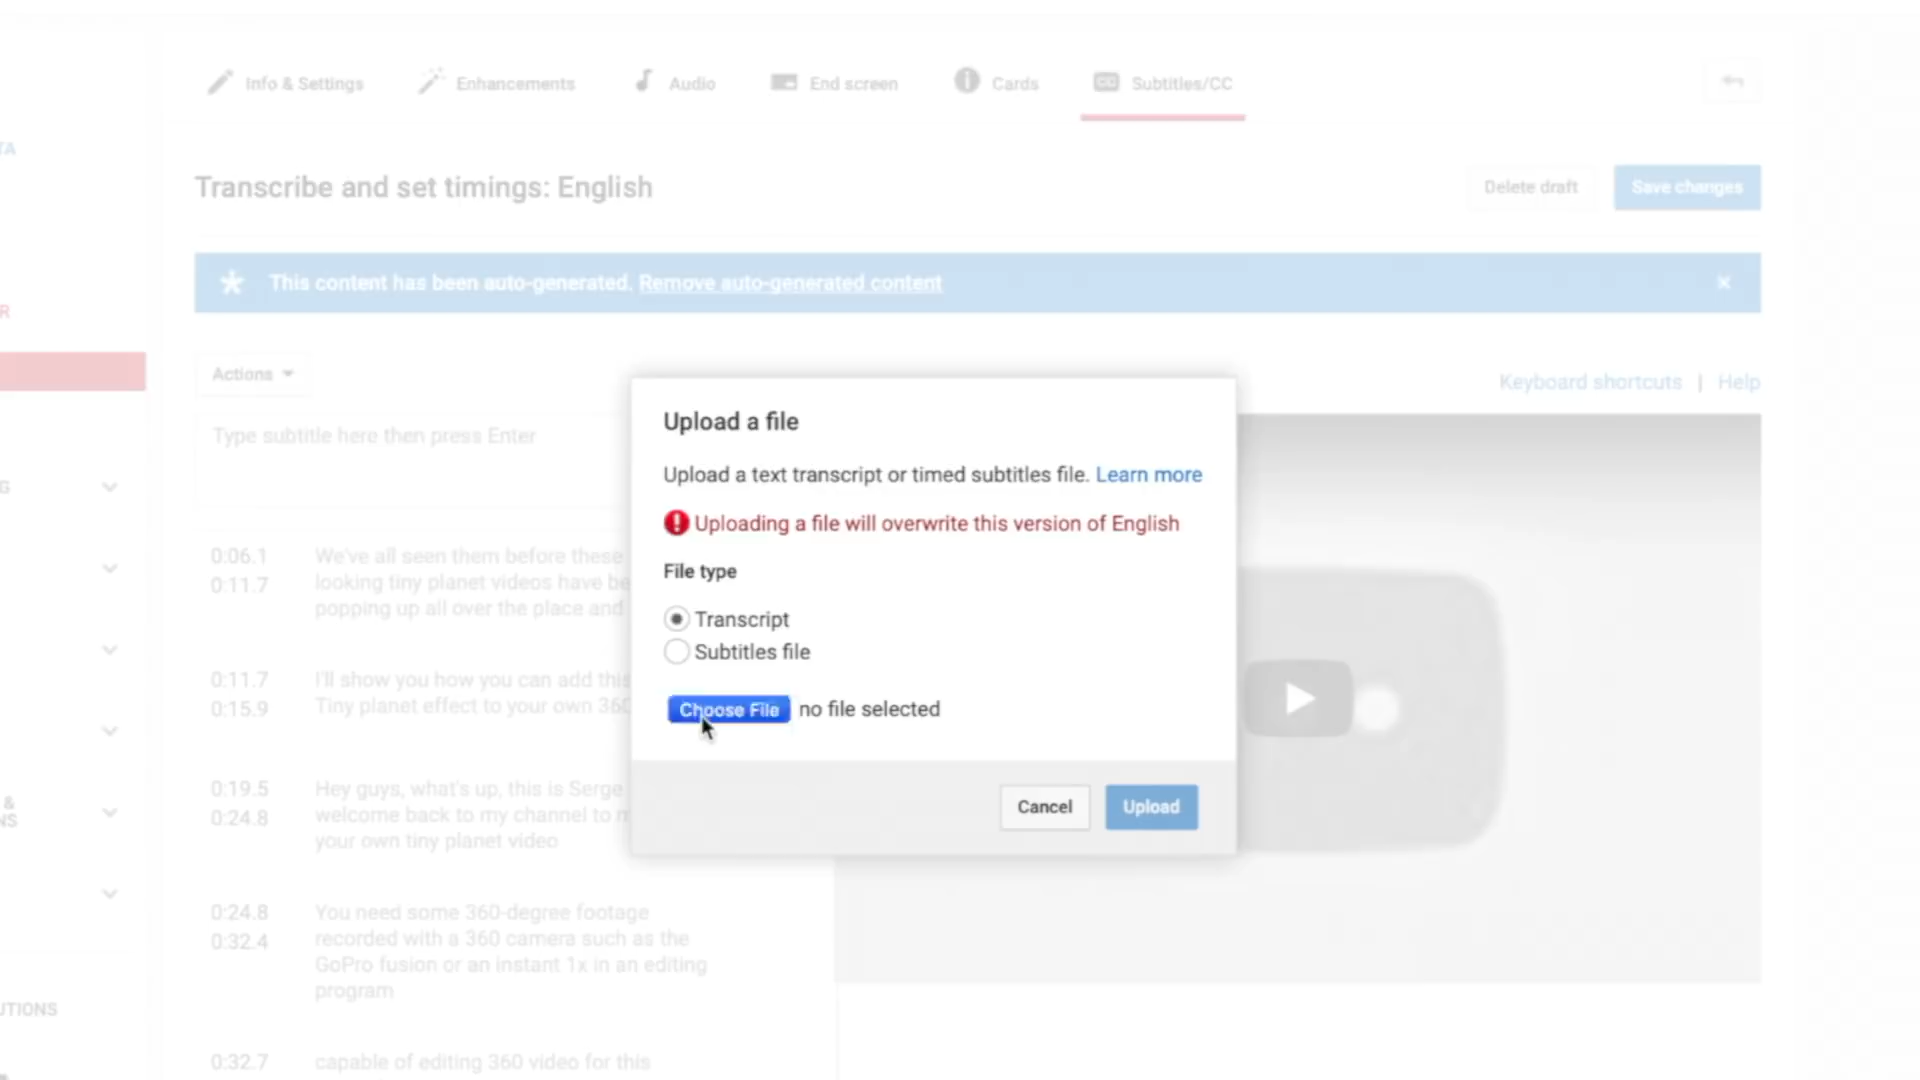 Info & Settings
Enhancements
Audio
End screen
Cards
CC Subtitles/CC
TA
Transcribe and set timings: English
Delete draft
Save changes
This content has been auto-generated. Remove auto-generated content
R
Actions
Keyboard shortcuts | Help
Type subtitle here then press Enter
G
0:06.1
0:11.7
We've all seen them before these
looking tiny planet videos have be
popping up all over the place and
0:11.7
0:15.9
I'll show you how you can add this
Tiny planet effect to your own 360
0:19.5
0:24.8
Hey guys, what's up, this is Serge
welcome back to my channel to m
your own tiny planet video
&
NS
0:24.8
0:32.4
You need some 360-degree footage
recorded with a 360 camera such as the
GoPro fusion or an instant 1x in an editing
program
UTIONS
0:32.7
capable of editing 360 video for this
Upload a file
Upload a text transcript or timed subtitles file. Learn more
Uploading a file will overwrite this version of English
File type
Transcript
Subtitles file
Choose File no file selected
Cancel
Upload